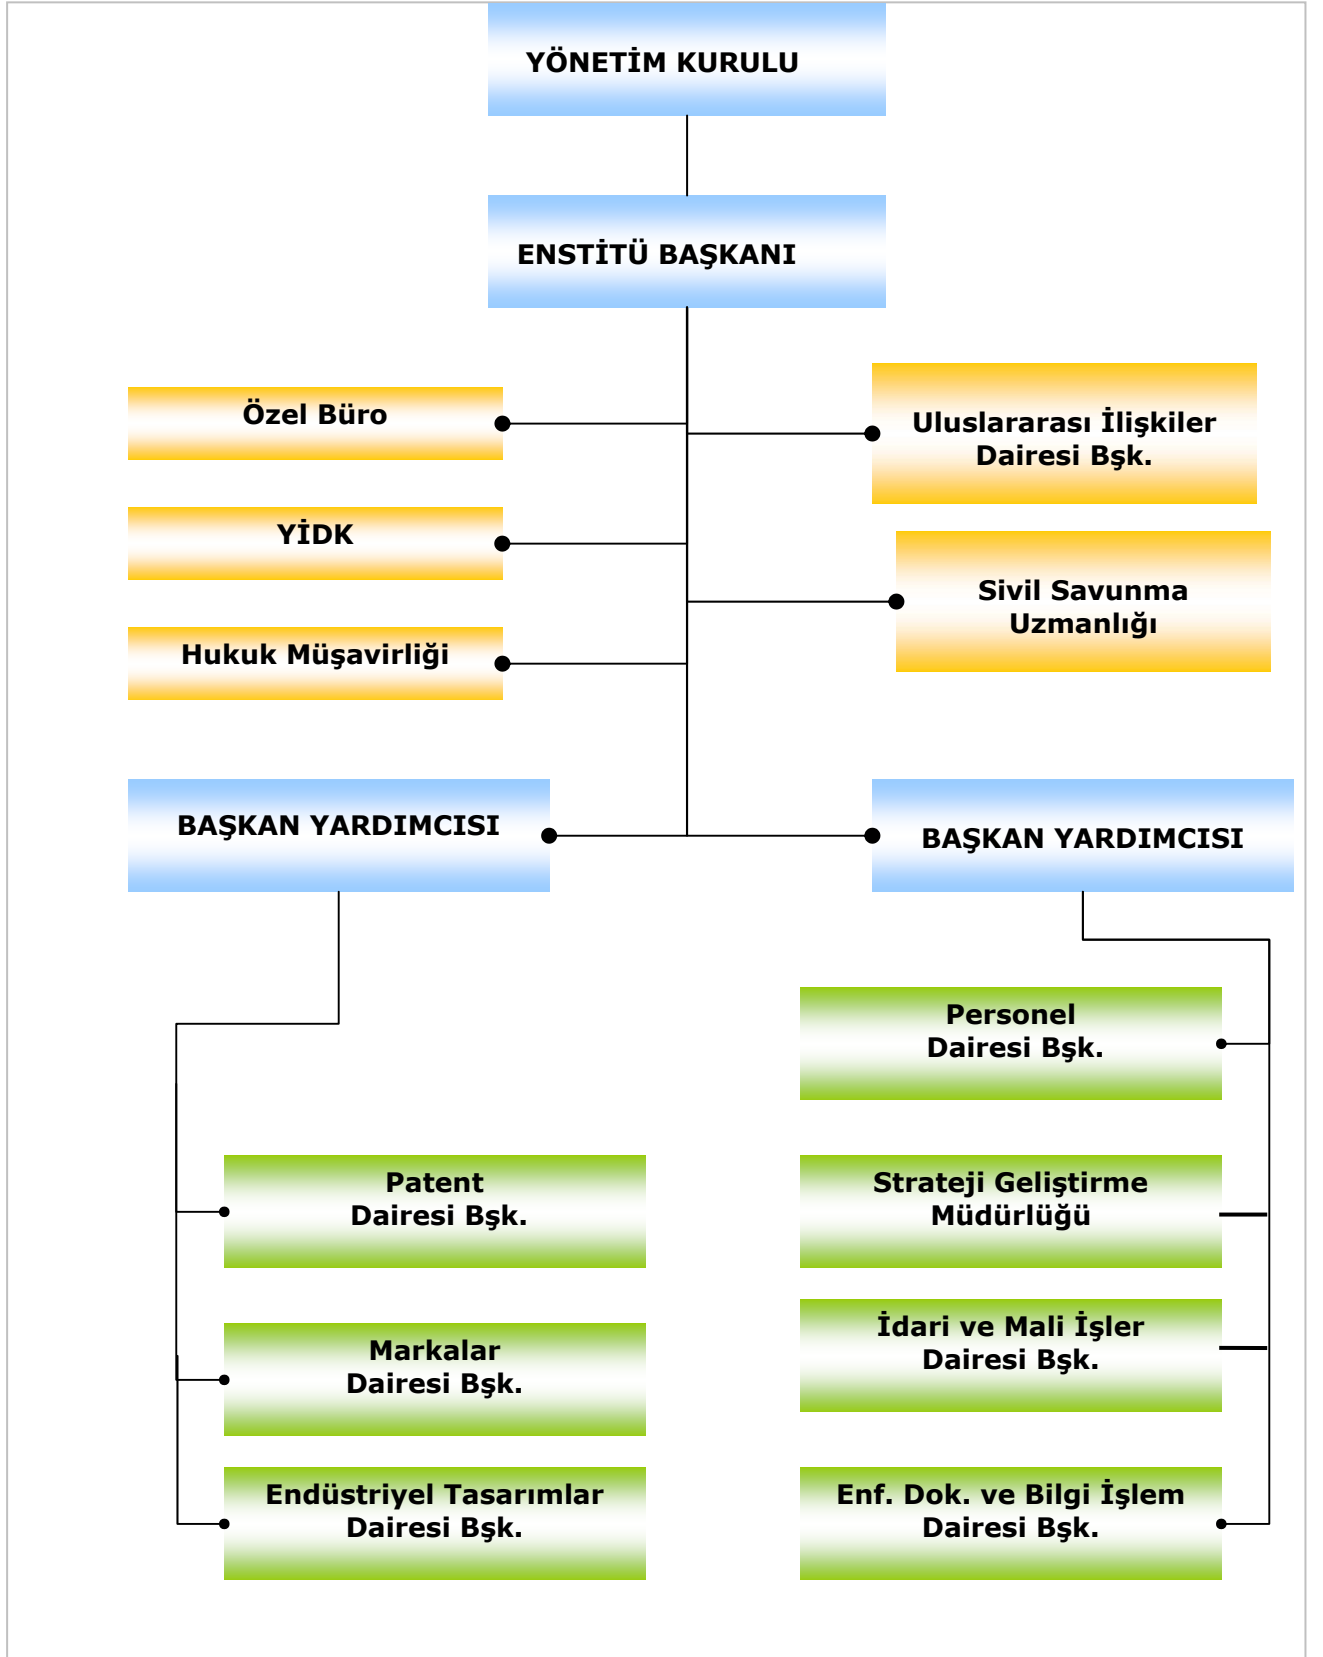 YÖNETİM KURULU
ENSTİTÜ BAŞKANI
Özel Büro
Uluslararası İlişkiler
Dairesi Bşk.
YİDK
Sivil Savunma
Uzmanlığı
Hukuk Müşavirliği
BAŞKAN YARDIMCISI
BAŞKAN YARDIMCISI
Patent
Dairesi Bşk.
Markalar
Dairesi Bşk.
Endüstriyel Tasarımlar
Dairesi Bşk.
Personel
Dairesi Bşk.
Strateji Geliştirme
Müdürlüğü
İdari ve Mali İşler
Dairesi Bşk.
Enf. Dok. ve Bilgi İşlem
Dairesi Bşk.